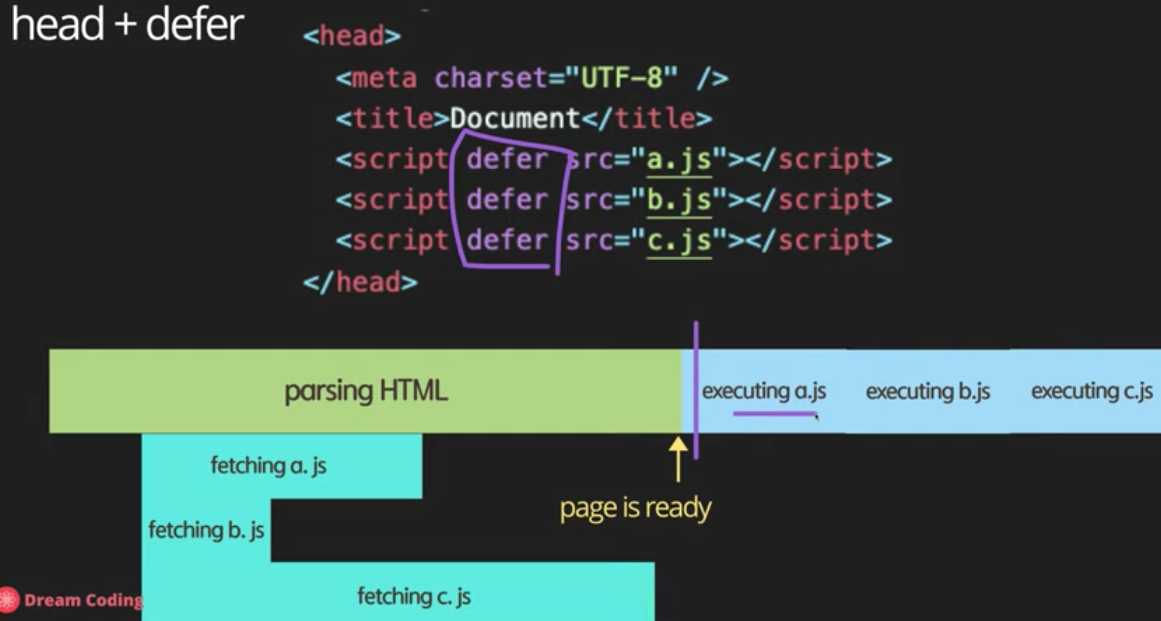 head + defer
<head>
<meta charset="UTF-8" />
<title>Document</title>
<script defer src="a.js"></script>
<script defer src="b.js"></script>
<script defer src="c.js"></script>
</head>
parsing HTML
executing a.js
executing b.js
executing c.js
fetching a. js
page is ready
fetching b. js
fetching c. js
Dream Coding